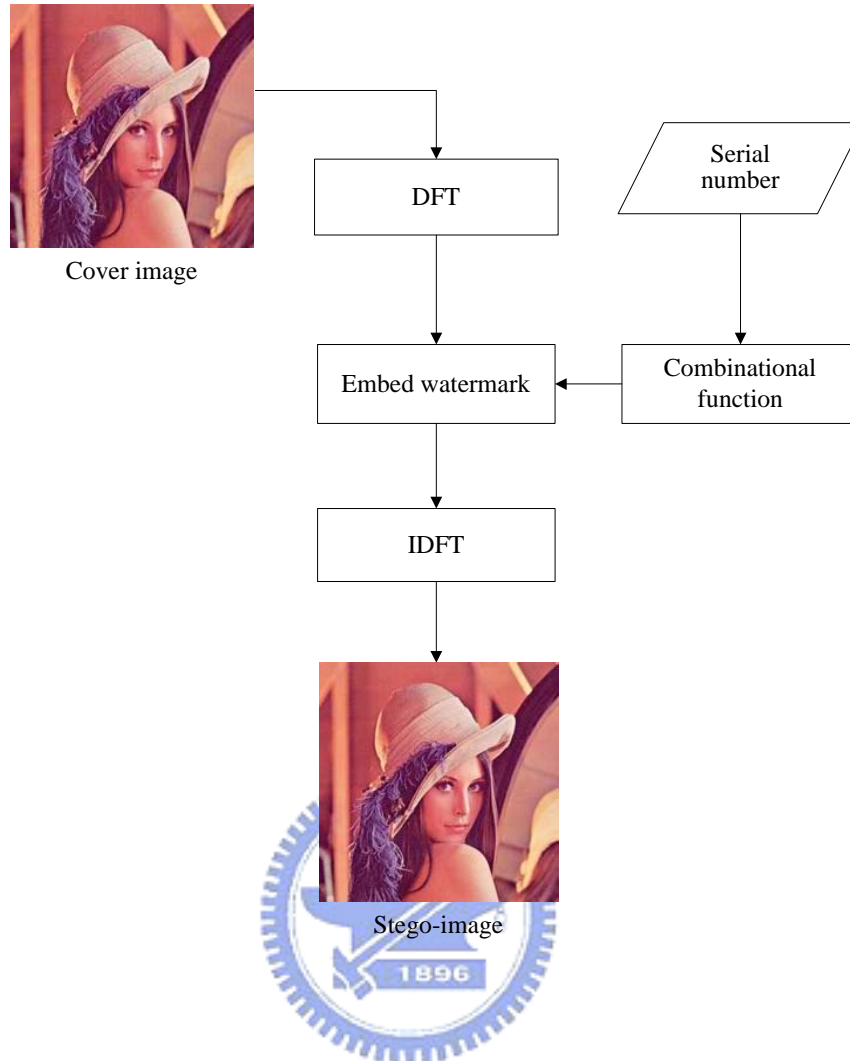 Cover image
DFT
Serial
number
Embed watermark
Combinational
function
IDFT
Stego-image
1896